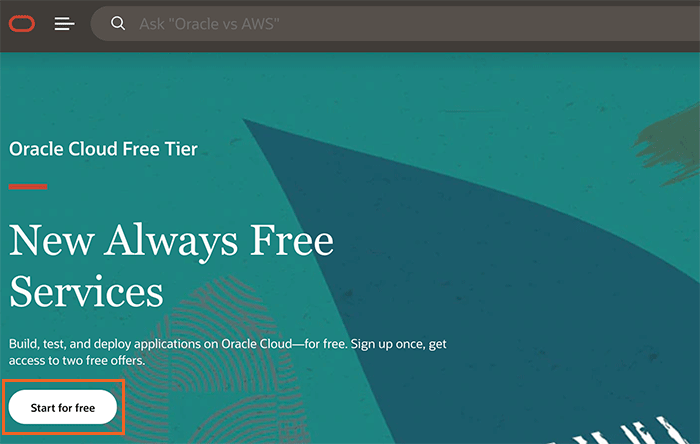 Ask "Oracle vs AWS"
Oracle Cloud Free Tier
New Always Free
Services
Build, test, and deploy applications on Oracle Cloud—for free. Sign up once, get
access to two free offers.
Start for free